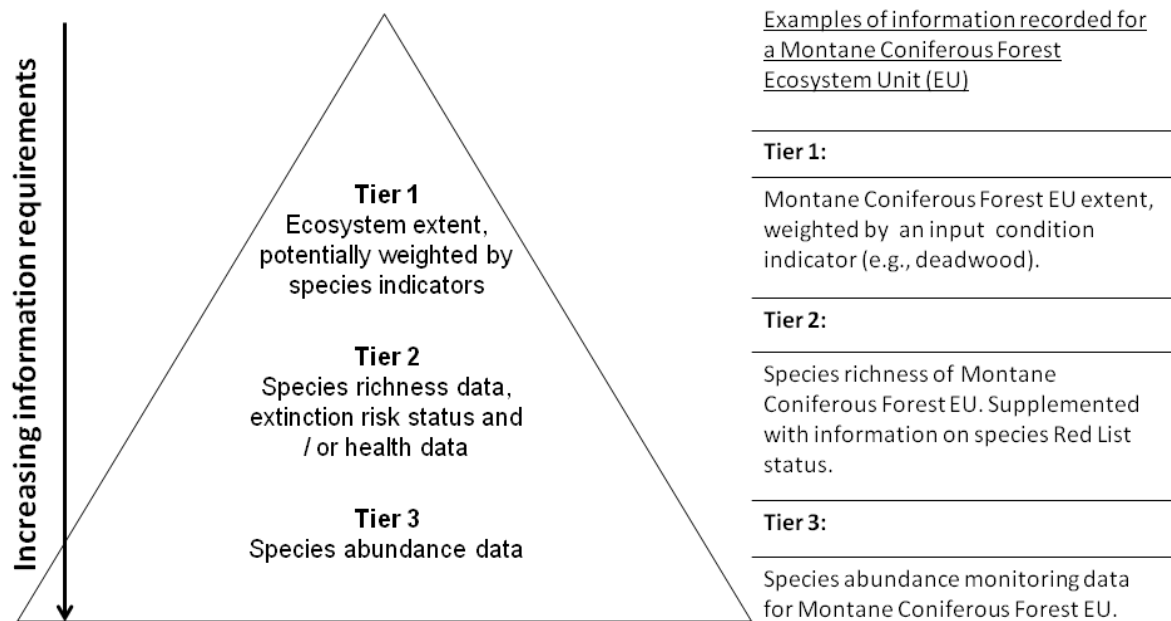 Increasing information requirements
Tier 1
Ecosystem extent,
potentially weighted by
species indicators
Tier 2
Species richness data,
extinction risk status and
/ or health data
Tier 3
Species abundance data
Examples of information recorded for
a Montane Coniferous Forest
Ecosystem Unit (EU)
Tier 1:
Montane Coniferous Forest EU extent,
weighted by an input condition
indicator (e.g., deadwood).
Tier 2:
Species richness of Montane
Coniferous Forest EU. Supplemented
with information on species Red List
status.
Tier 3:
Species abundance monitoring data
for Montane Coniferous Forest EU.